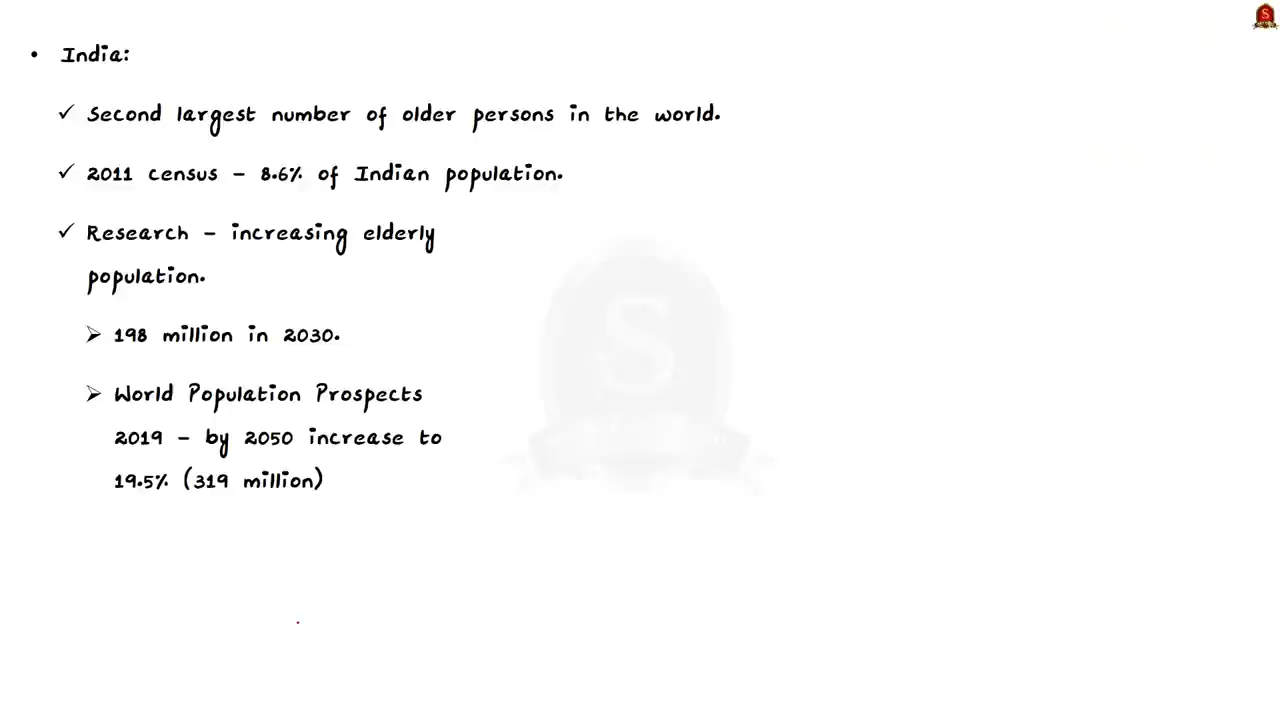 • India:
✓ Second largest number of older persons in the world.
✓ 2011 census – 8.6% of Indian population.
✓ Research – increasing elderly
population.
➢ 198 million in 2030.
➢ World Population Prospects
2019 – by 2050 increase to
19.5% (319 million)
S
S